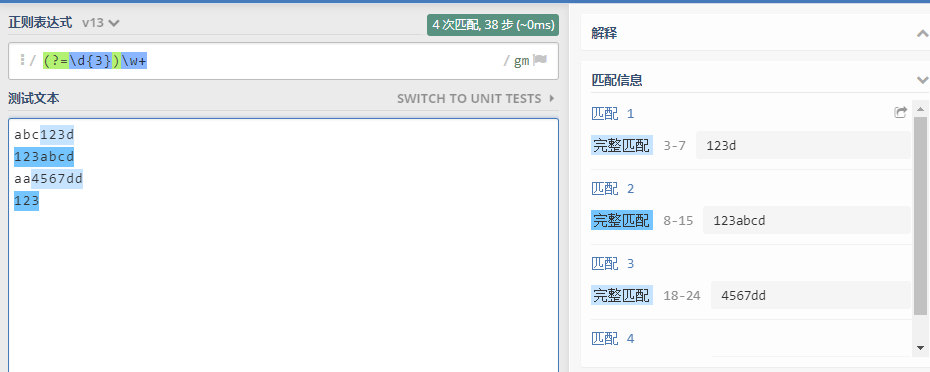 正则表达式 v13
4 次匹配, 38 步 (~0ms)
/ (?=\d{3})\w+ / gm
测试文本 SWITCH TO UNIT TESTS
abc123d
123abcd
aa4567dd
123
解释
匹配信息
匹配 1
完整匹配 3-7 123d
匹配 2
完整匹配 8-15 123abcd
匹配 3
完整匹配 18-24 4567dd
匹配 4